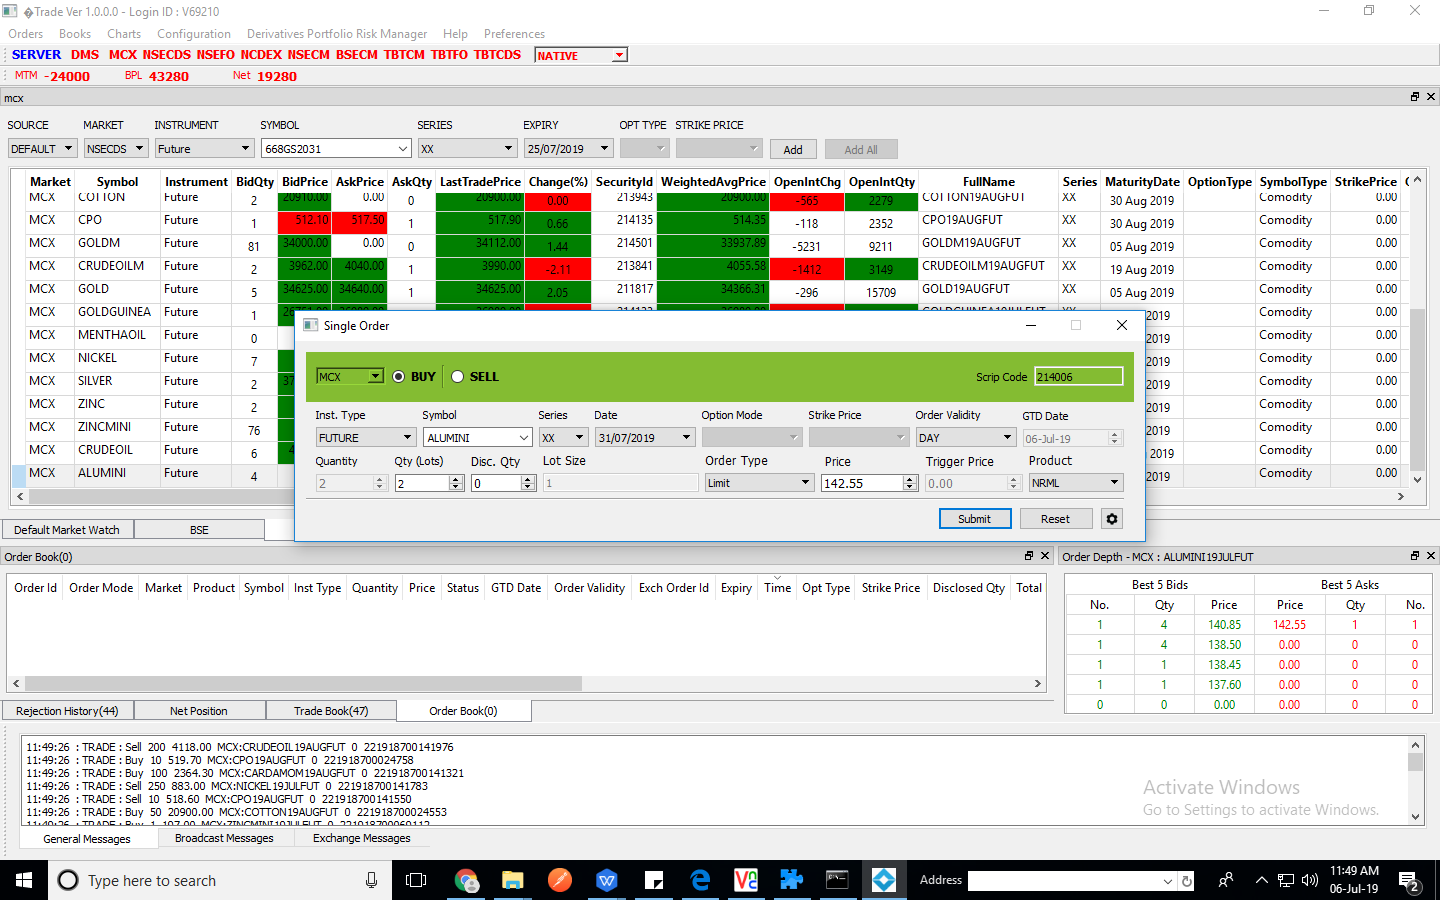 �Trade Ver 1.0.0.0 - Login ID : V69210
Orders Books Charts Configuration Derivatives Portfolio Risk Manager Help Preferences
SERVER DMS MCX NSECDS NSEFO NCDEX NSECM BSECM TBTCM TBTFO TBTCDS NATIVE
MTM -24000 BPL 43280 Net 19280
mcx
SOURCE MARKET INSTRUMENT SYMBOL SERIES EXPIRY OPT TYPE STRIKE PRICE
DEFAULT NSECDS Future 668GS2031 XX 25/07/2019 Add Add All
Market Symbol Instrument BidQty BidPrice AskPrice AskQty LastTradePrice Change(%) SecurityId WeightedAvgPrice OpenIntChg OpenIntQty FullName Series MaturityDate OptionType SymbolType StrikePrice
MCX COTTON Future 2 20910.00 0.00 0 20900.00 0.00 213943 20900.00 -565 2279 COTTON19AUGFUT XX 30 Aug 2019 Comodity 0.00
MCX CPO Future 1 512.10 517.50 1 517.90 0.66 214135 514.35 -118 2352 CPO19AUGFUT XX 30 Aug 2019 Comodity 0.00
MCX GOLDM Future 81 34000.00 0.00 0 34112.00 1.44 214501 33937.89 -5231 9211 GOLDM19AUGFUT XX 05 Aug 2019 Comodity 0.00
MCX CRUDEOILM Future 2 3962.00 4040.00 1 3990.00 -2.11 213841 4055.58 -1412 3149 CRUDEOILM19AUGFUT XX 19 Aug 2019 Comodity 0.00
MCX GOLD Future 5 34625.00 34640.00 1 34625.00 2.05 211817 34366.31 -296 15709 GOLD19AUGFUT XX 05 Aug 2019 Comodity 0.00
MCX GOLDGUINEA Future 1 2019 Comodity 0.00
MCX MENTHAOIL Future 0 2019 Comodity 0.00
MCX NICKEL Future 7 2019 Comodity 0.00
MCX SILVER Future 2 2019 Comodity 0.00
MCX ZINC Future 2 2019 Comodity 0.00
MCX ZINCMINI Future 76 2019 Comodity 0.00
MCX CRUDEOIL Future 6 2019 Comodity 0.00
MCX ALUMINI Future 4 2019 Comodity 0.00
Single Order
MCX BUY SELL Scrip Code 214006
Inst. Type Symbol Series Date Option Mode Strike Price Order Validity GTD Date
FUTURE ALUMINI XX 31/07/2019 DAY 06-Jul-19
Quantity Qty (Lots) Disc. Qty Lot Size Order Type Price Trigger Price Product
2 2 0 1 Limit 142.55 0.00 NRML
Submit Reset
Default Market Watch BSE
Order Book(0)
Order Id Order Mode Market Product Symbol Inst Type Quantity Price Status GTD Date Order Validity Exch Order Id Expiry Time Opt Type Strike Price Disclosed Qty Total
Rejection History(44) Net Position Trade Book(47) Order Book(0)
Order Depth - MCX : ALUMINI19JULFUT
Best 5 Bids Best 5 Asks
No. Qty Price Price Qty No.
1 4 140.85 142.55 1 1
1 4 138.50 0.00 0 0
1 1 138.45 0.00 0 0
1 1 137.60 0.00 0 0
0 0 0.00 0.00 0 0
11:49:26 : TRADE : Sell 200 4118.00 MCX:CRUDEOIL19AUGFUT 0 221918700141976
11:49:26 : TRADE : Buy 10 519.70 MCX:CPO19AUGFUT 0 221918700024758
11:49:26 : TRADE : Buy 100 2364.30 MCX:CARDAMOM19AUGFUT 0 221918700141321
11:49:26 : TRADE : Sell 250 883.00 MCX:NICKEL19JULFUT 0 221918700141783
11:49:26 : TRADE : Sell 10 518.60 MCX:CPO19AUGFUT 0 221918700141550
11:49:26 : TRADE : Buy 50 20900.00 MCX:COTTON19AUGFUT 0 221918700024553
11:49:26 : TRADE : Buy 1 197.00 MCX:ZINCMINI19JULFUT 0
General Messages Broadcast Messages Exchange Messages
Activate Windows
Go to Settings to activate Windows.
Type here to search
Address
11:49 AM
06-Jul-19
2